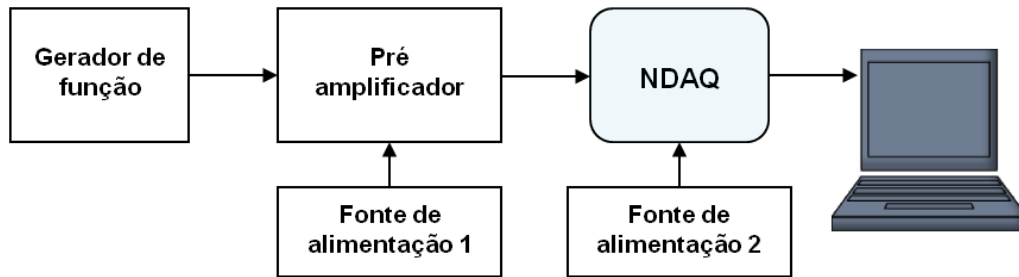 Gerador de
função
Pré
amplificador
NDAQ
Fonte de
alimentação 1
Fonte de
alimentação 2